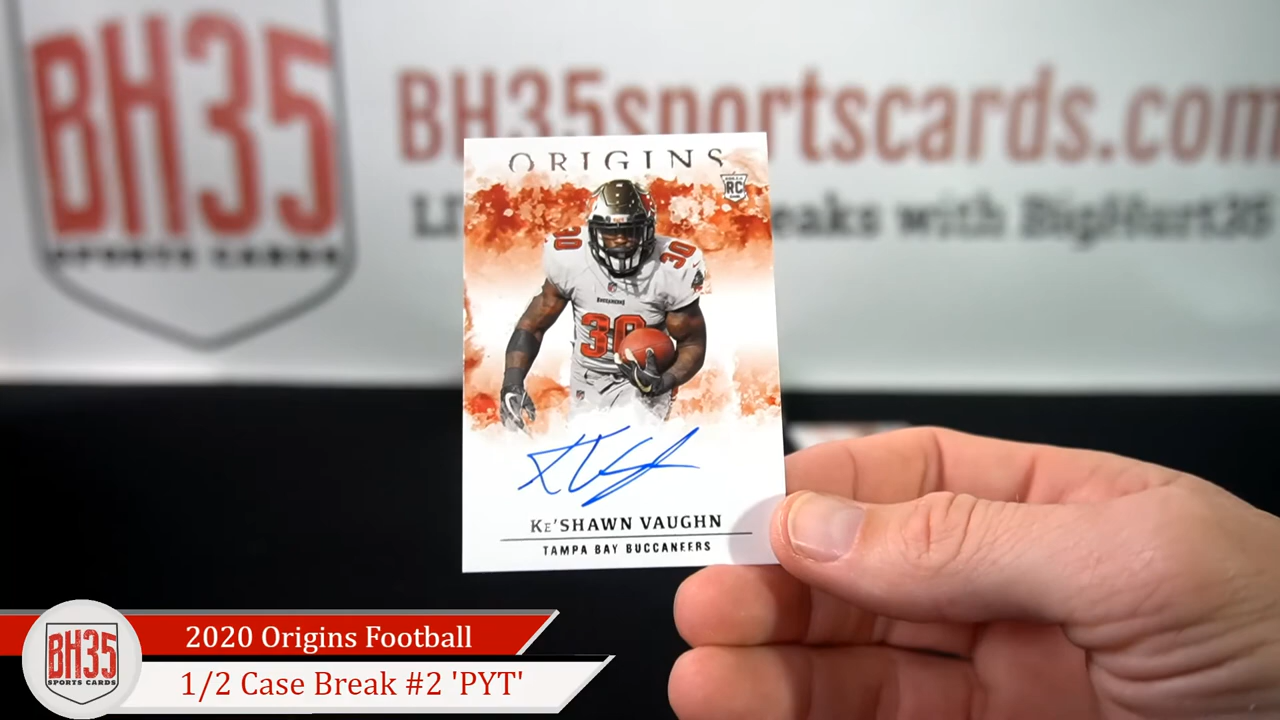 BH35
SPORTS CARDS
BH35sportscards.com
eaks with BigHurt35
ORIGINS
RC
30
30
BUCCANEERS
30
KE'SHAWN VAUGHN
TAMPA BAY BUCCANEERS
BH35
SPORTS CARDS
2020 Origins Football
1/2 Case Break #2 'PYT'